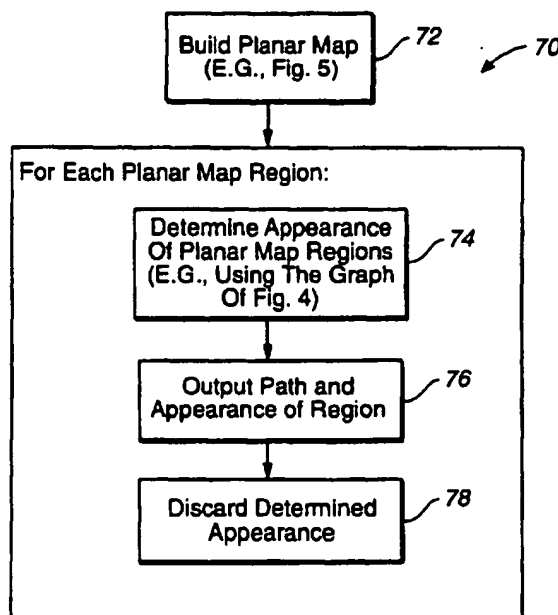 Build Planar Map
(E.G., Fig. 5)
72
70
For Each Planar Map Region:
Determine Appearance
Of Planar Map Regions
(E.G., Using The Graph
Of Fig. 4)
74
Output Path and
Appearance of Region
76
Discard Determined
Appearance
78